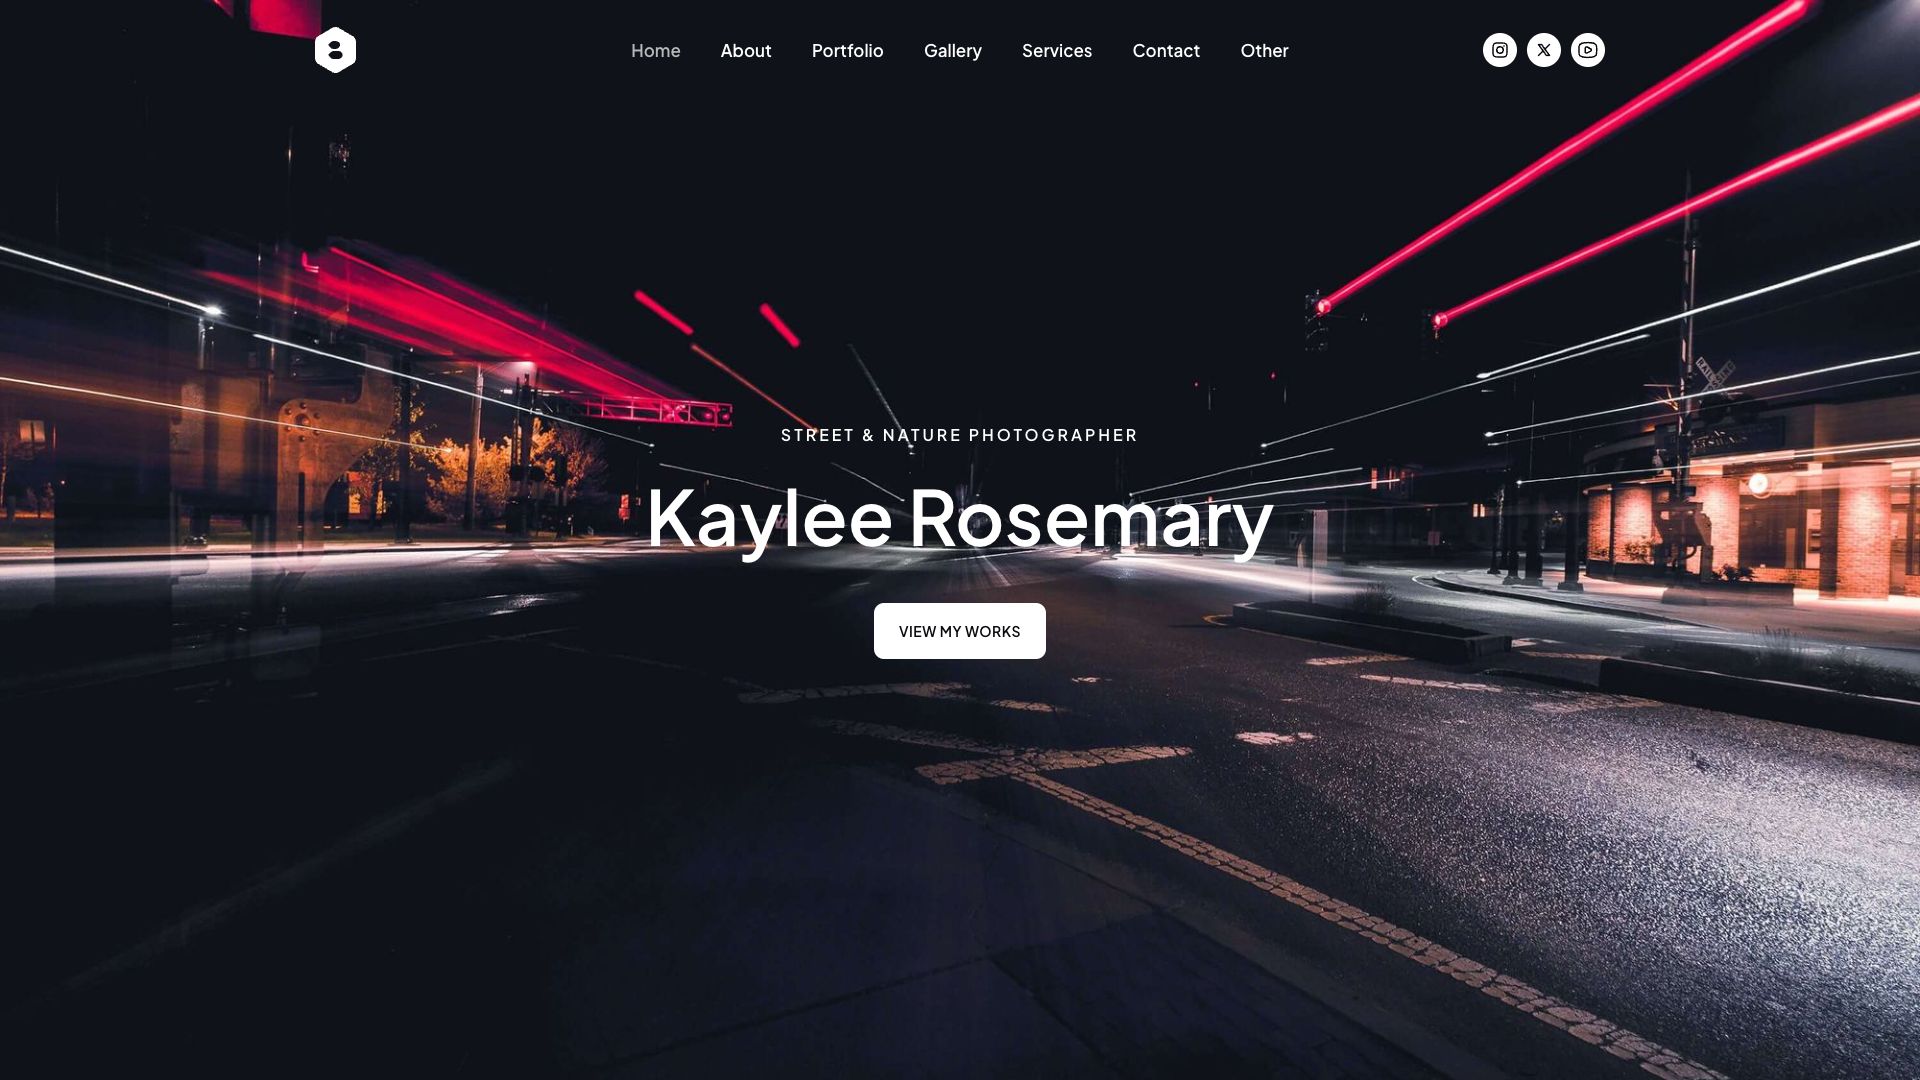 Home About Portfolio Gallery Services Contact Other
STREET & NATURE PHOTOGRAPHER
Kaylee Rosemary
VIEW MY WORKS